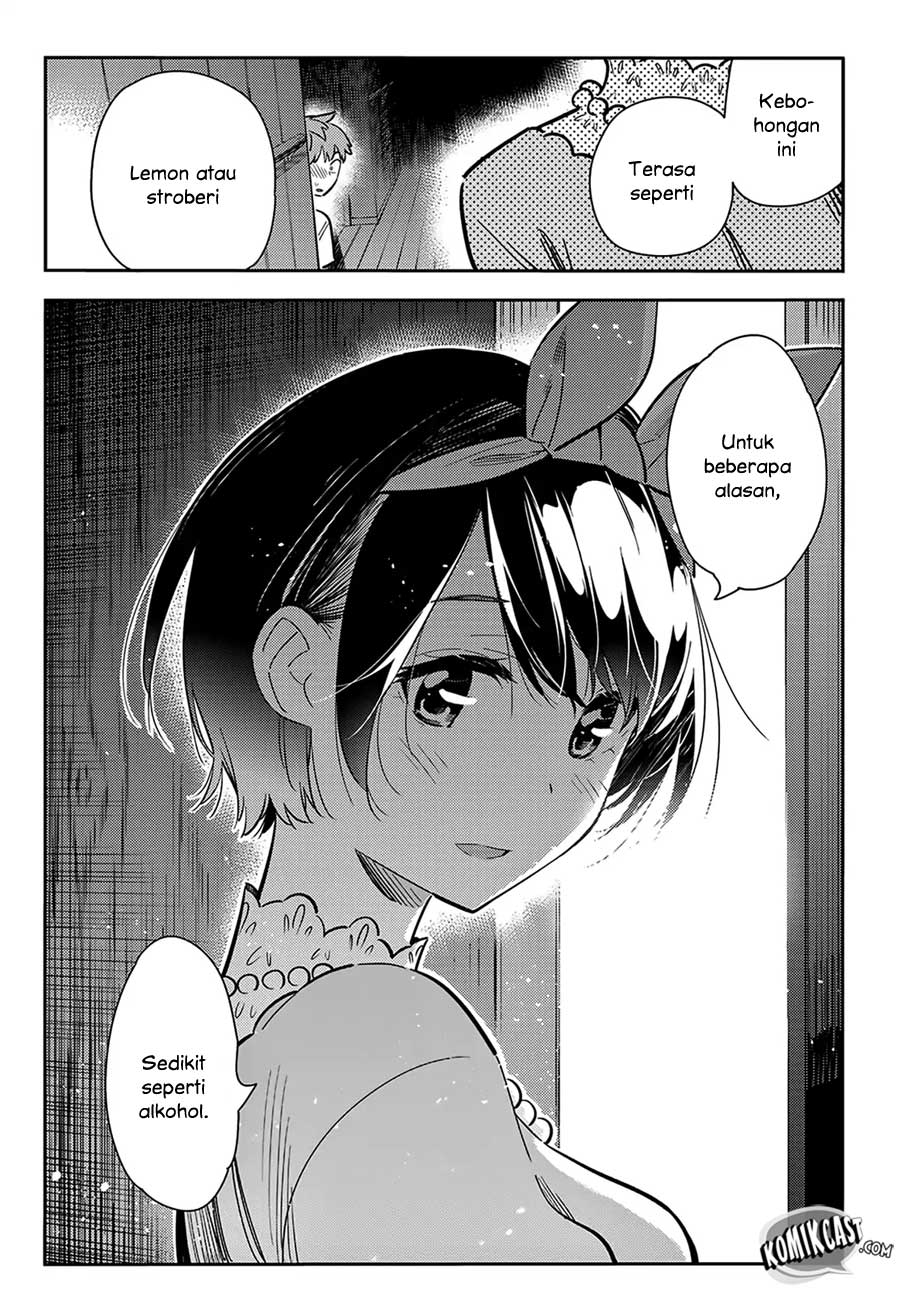 Kebo-
hongan
ini
Terasa
seperti
Lemon atau
stroberi
Untuk
beberapa
alasan,
Sedikit
seperti
alkohol.
KOMIKCAST
.COM